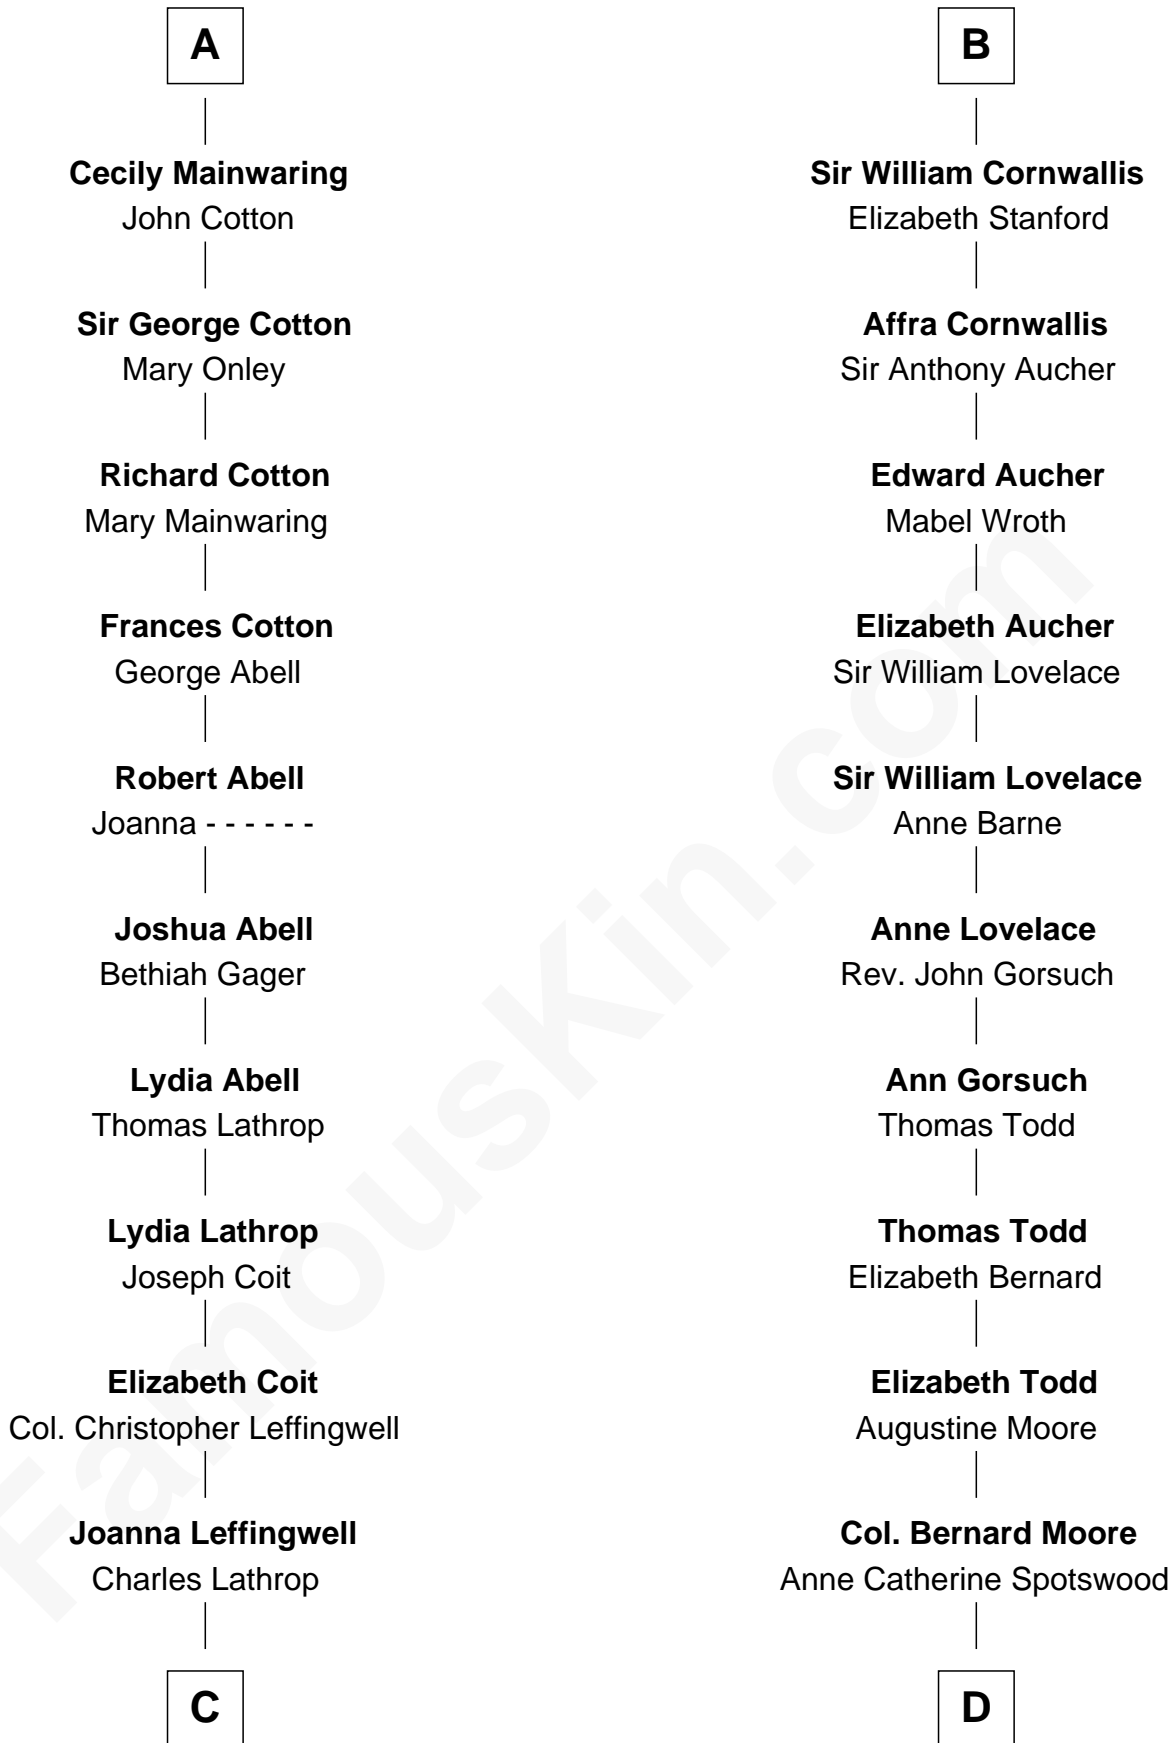 A
Cecily Mainwaring
John Cotton
Sir George Cotton
Mary Onley
Richard Cotton
Mary Mainwaring
Frances Cotton
George Abell
Robert Abell
Joanna - - - - - -
Joshua Abell
Bethiah Gager
Lydia Abell
Thomas Lathrop
Lydia Lathrop
Joseph Coit
Elizabeth Coit
Col. Christopher Leffingwell
Joanna Leffingwell
Charles Lathrop
C
B
Sir William Cornwallis
Elizabeth Stanford
Affra Cornwallis
Sir Anthony Aucher
Edward Aucher
Mabel Wroth
Elizabeth Aucher
Sir William Lovelace
Sir William Lovelace
Anne Barne
Anne Lovelace
Rev. John Gorsuch
Ann Gorsuch
Thomas Todd
Thomas Todd
Elizabeth Bernard
Elizabeth Todd
Augustine Moore
Col. Bernard Moore
Anne Catherine Spotswood
D
FamousKin.com